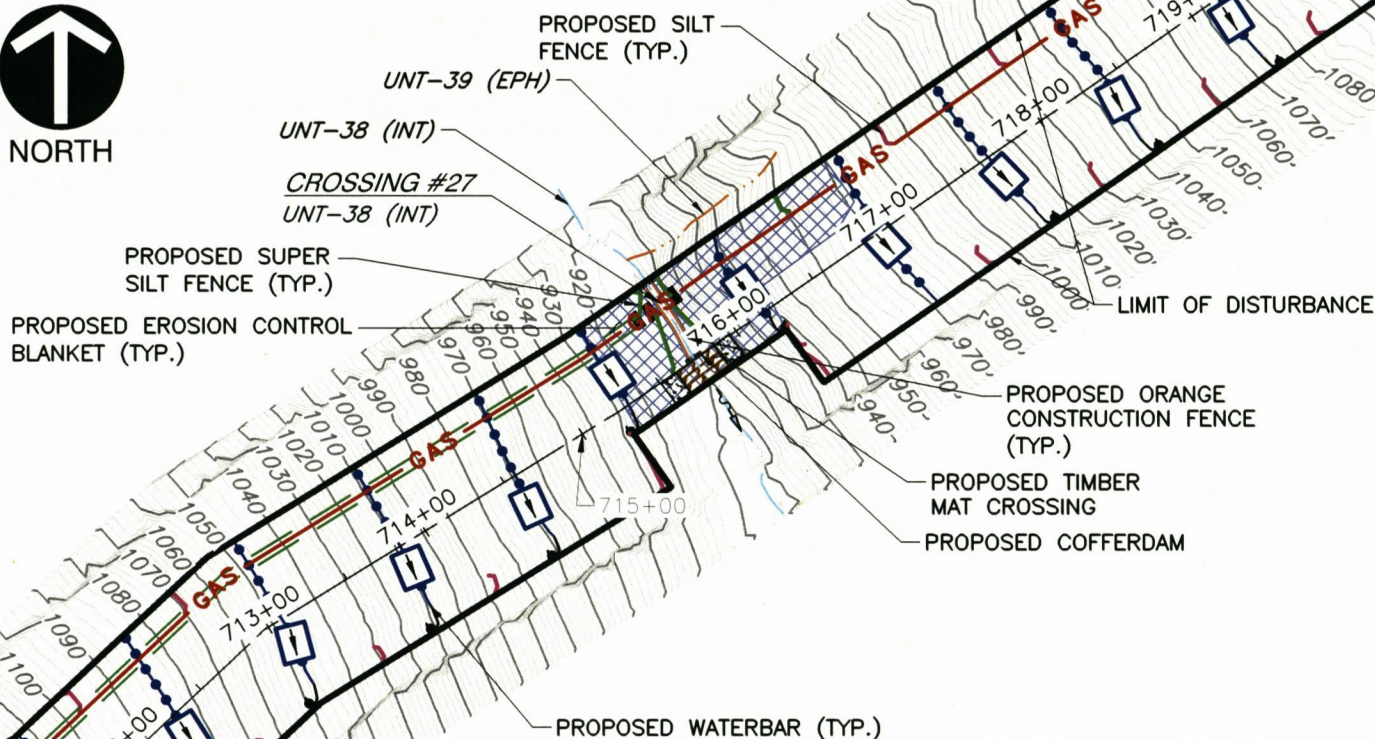 NORTH
PROPOSED SILT
FENCE (TYP.)
UNT-39 (EPH)
UNT-38 (INT)
CROSSING #27
UNT-38 (INT)
PROPOSED SUPER
SILT FENCE (TYP.)
PROPOSED EROSION CONTROL
BLANKET (TYP.)
GAS
GAS
GAS
GAS
GAS
713+00
714+00
715+00
716+00
717+00
718+00
719+
+00
1100
1090
1080
1070
1060
1050
1040
1030
1020
1010
1000
990
980
970
960
950
940
930
920
1080
1070'
1060-
1050-
1040-
1030'
1020'
1010
1000
990'
980'
970'
960-
950-
940-
LIMIT OF DISTURBANCE
PROPOSED ORANGE
CONSTRUCTION FENCE
(TYP.)
PROPOSED TIMBER
MAT CROSSING
PROPOSED COFFERDAM
PROPOSED WATERBAR (TYP.)